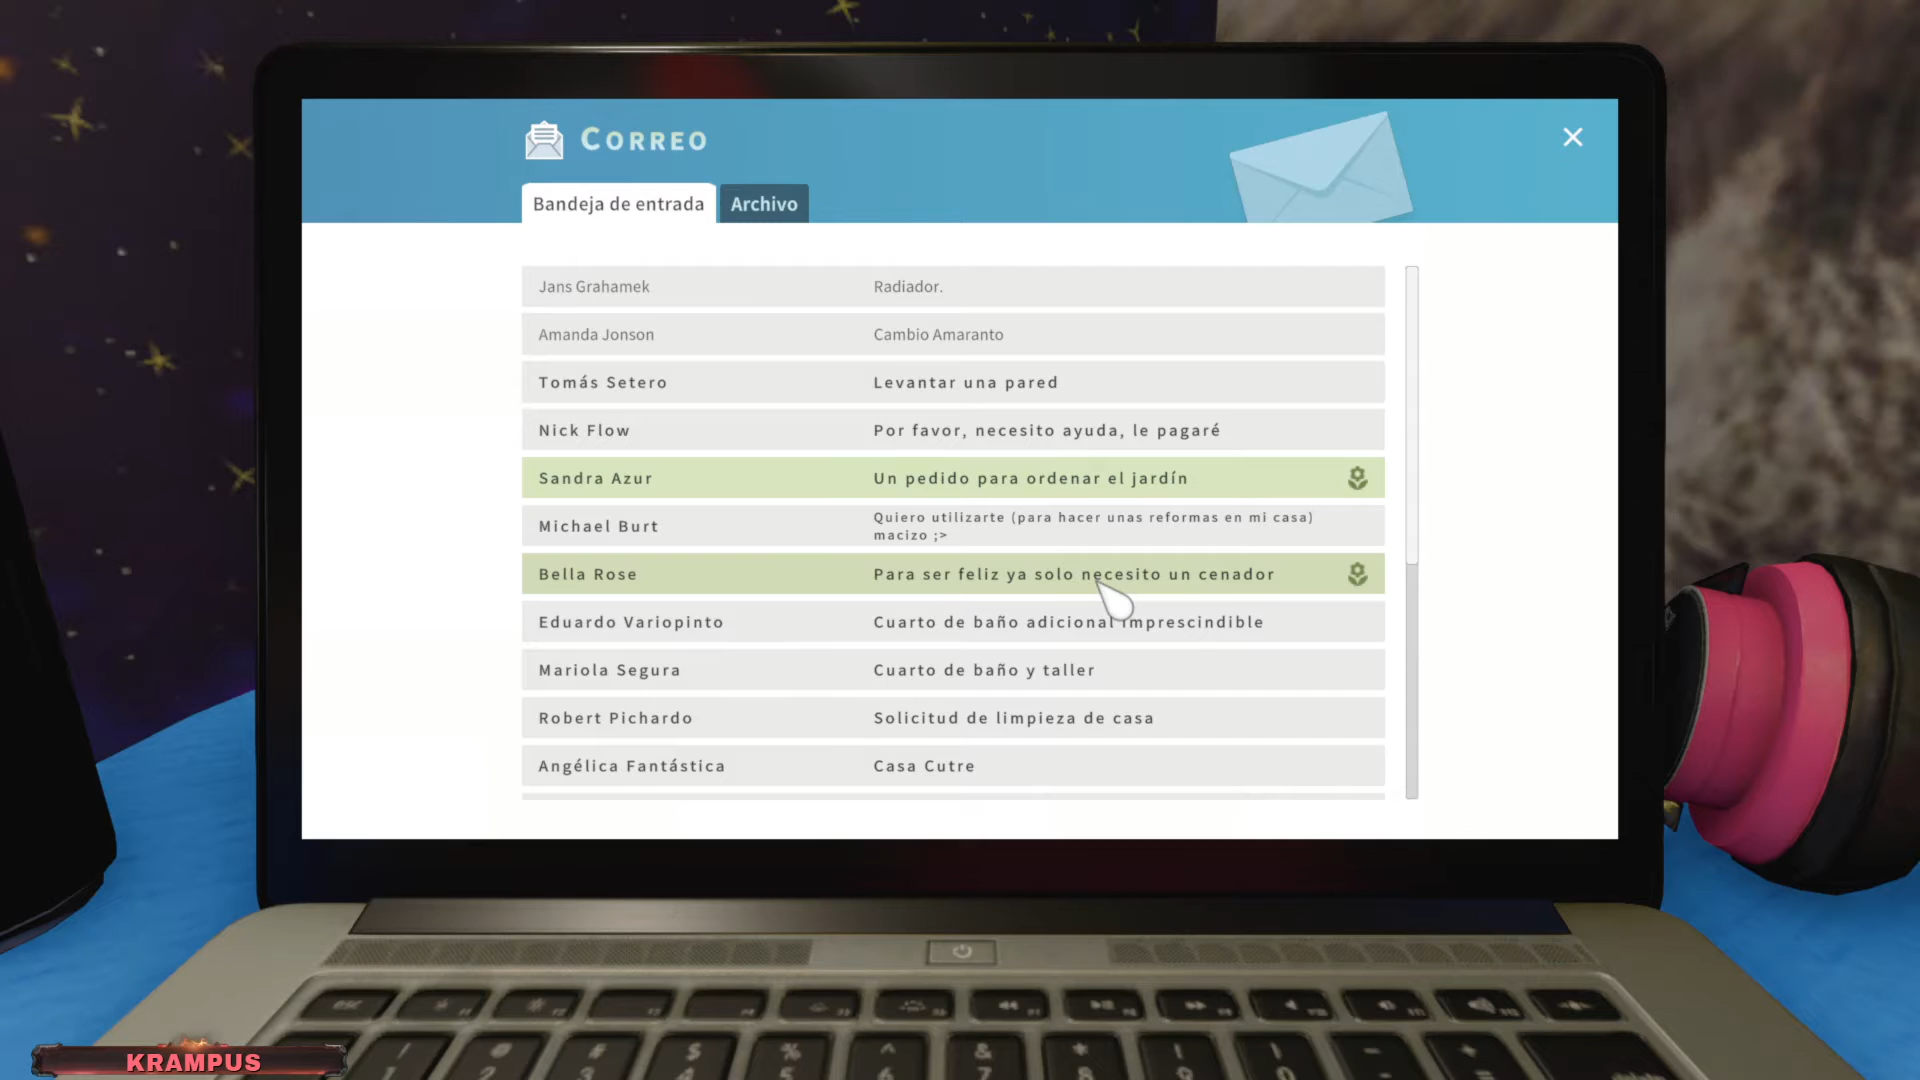 CORREO
Bandeja de entrada
Archivo
Jans Grahamek
Radiador.
Amanda Jonson
Cambio Amaranto
Tomás Setero
Levantar una pared
Nick Flow
Por favor, necesito ayuda, le pagaré
Sandra Azur
Un pedido para ordenar el jardín
Michael Burt
Quiero utilizarte (para hacer unas reformas en mi casa)
macizo ;>
Bella Rose
Para ser feliz ya solo necesito un cenador
Eduardo Variopinto
Cuarto de baño adicional imprescindible
Mariola Segura
Cuarto de baño y taller
Robert Pichardo
Solicitud de limpieza de casa
Angélica Fantástica
Casa Cutre
KRAMPUS